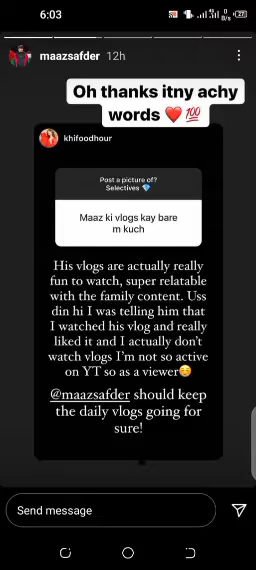 6:03
0
B/s
27
maazsafder 12h
Oh thanks itny achy
words ❤️ 💯
khifoodhour
Post a picture of?
Selectives 💎
Maaz ki vlogs kay bare
m kuch
His vlogs are actually really
fun to watch, super relatable
with the family content. Uss
din hi I was telling him that
I watched his vlog and really
liked it and I actually don't
watch vlogs I'm not so active
on YT so as a viewer☺️
@maazsafder should keep
the daily vlogs going for
sure!
Send message